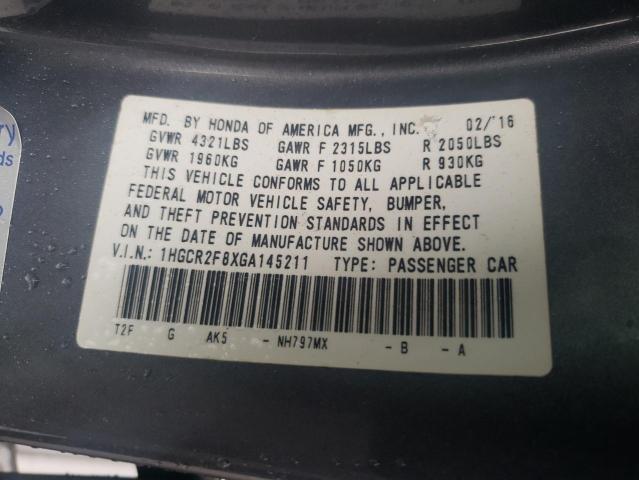 MFD. BY HONDA OF AMERICA MFG., INC. 02/'16
GVWR 4321LBS GAWR F 2315LBS R 2050LBS
GVWR 1960KG GAWR F 1050KG R 930KG
THIS VEHICLE CONFORMS TO ALL APPLICABLE
FEDERAL MOTOR VEHICLE SAFETY, BUMPER,
AND THEFT PREVENTION STANDARDS IN EFFECT
ON THE DATE OF MANUFACTURE SHOWN ABOVE.
V.I.N.: 1HGCR2F8XGA145211 TYPE: PASSENGER CAR
T2F G AK5 - NH797MX - B - A